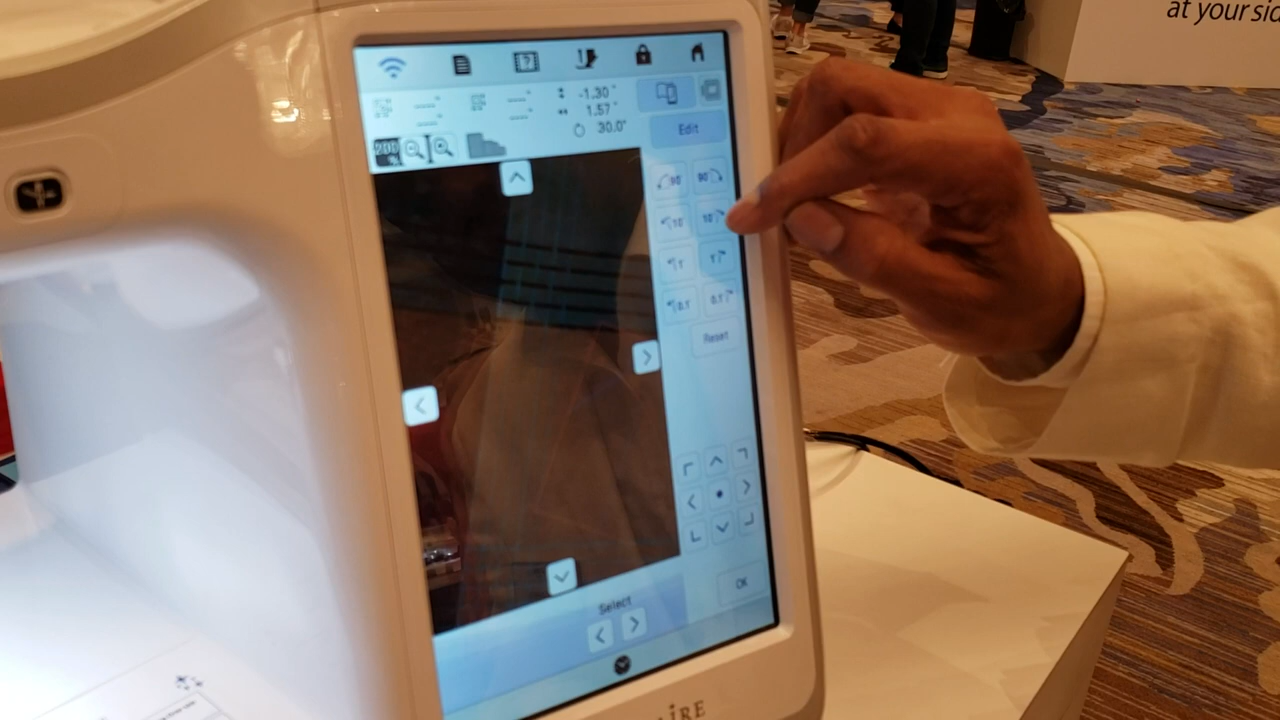 at your sid
-1.30"
1.57"
30.0°
200
%
Edit
90° 90°
10° 10°
1° 1°
0.1° 0.1°
Reset
OK
Select
AIRE